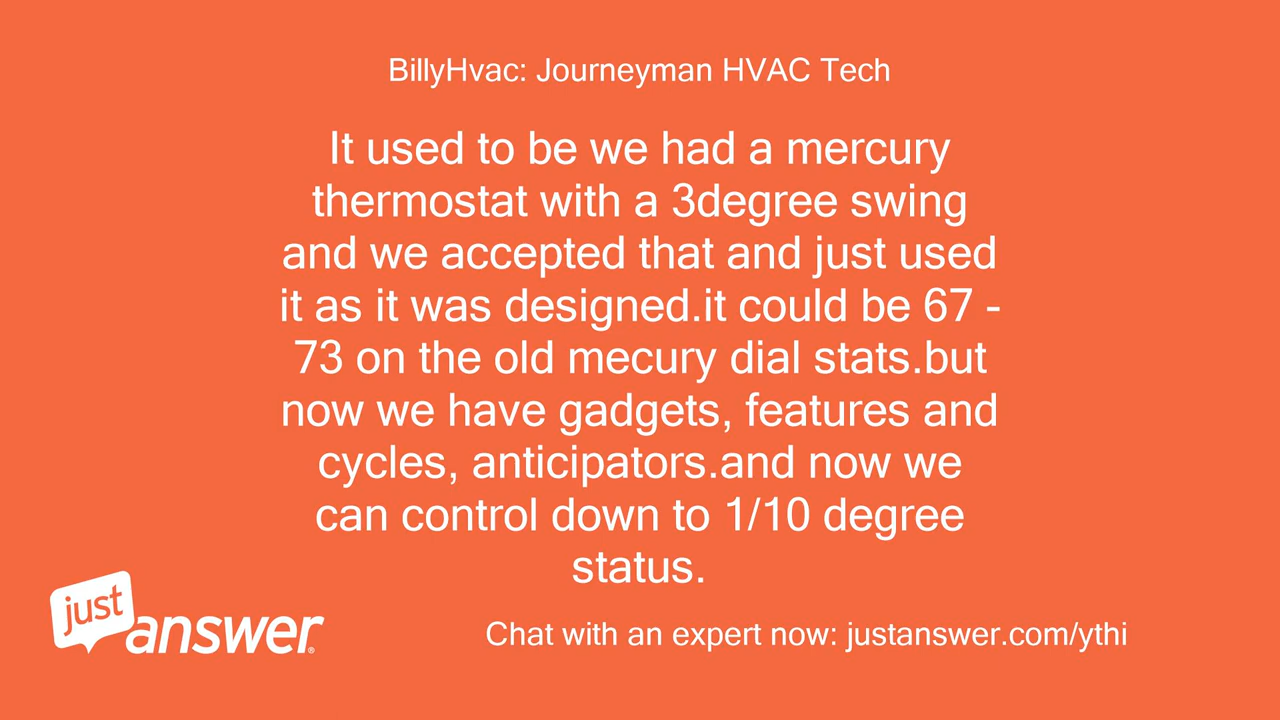 BillyHvac: Journeyman HVAC Tech
It used to be we had a mercury
thermostat with a 3degree swing
and we accepted that and just used
it as it was designed.it could be 67 -
73 on the old mecury dial stats.but
now we have gadgets, features and
cycles, anticipators.and now we
can control down to 1/10 degree
status.
just
answer®
Chat with an expert now: justanswer.com/ythi